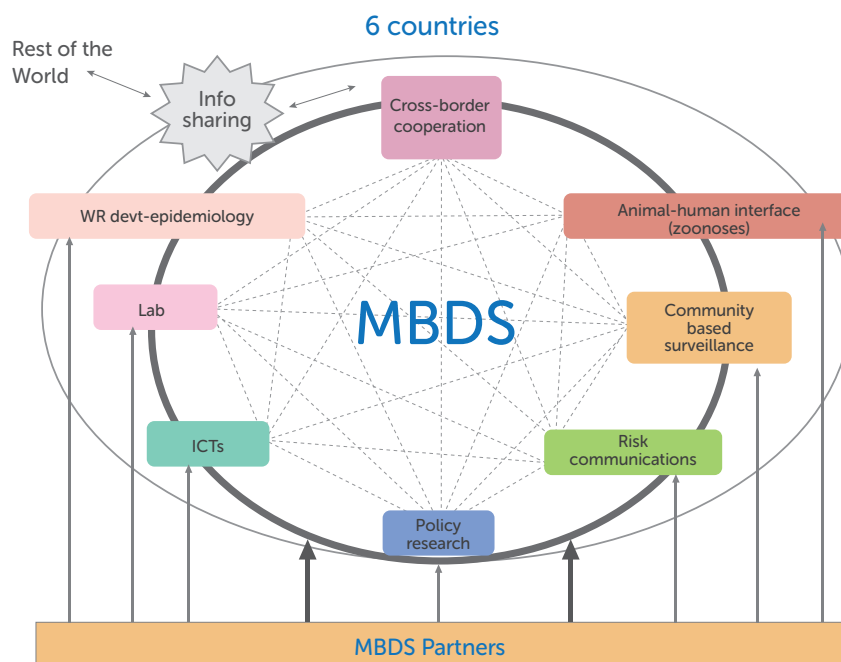 6 countries
Rest of the
World
Info
sharing
Cross-border
cooperation
WR devt-epidemiology
Animal-human interface
(zoonoses)
Lab
MBDS
Community
based
surveillance
ICTs
Risk
communications
Policy
research
MBDS Partners